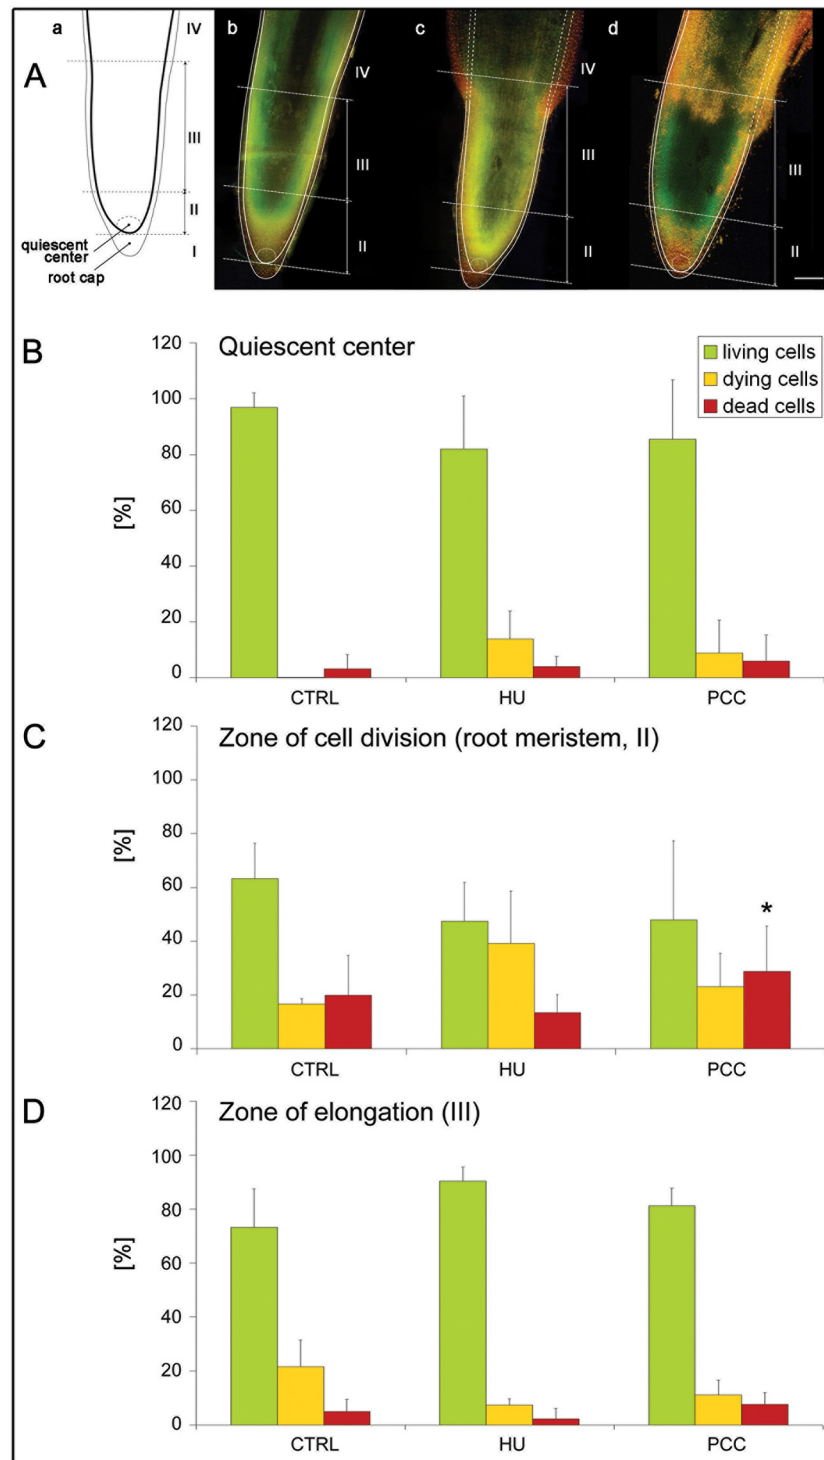 A
a
IV
III
II
I
quiescent
center
root cap
b
IV
III
II
c
IV
III
II
d
III
II
B
Quiescent center
living cells
dying cells
dead cells
[%]
120
100
80
60
40
20
0
CTRL HU PCC
C
Zone of cell division (root meristem, II)
[%]
120
100
80
60
40
20
0
*
CTRL HU PCC
D
Zone of elongation (III)
[%]
120
100
80
60
40
20
0
CTRL HU PCC